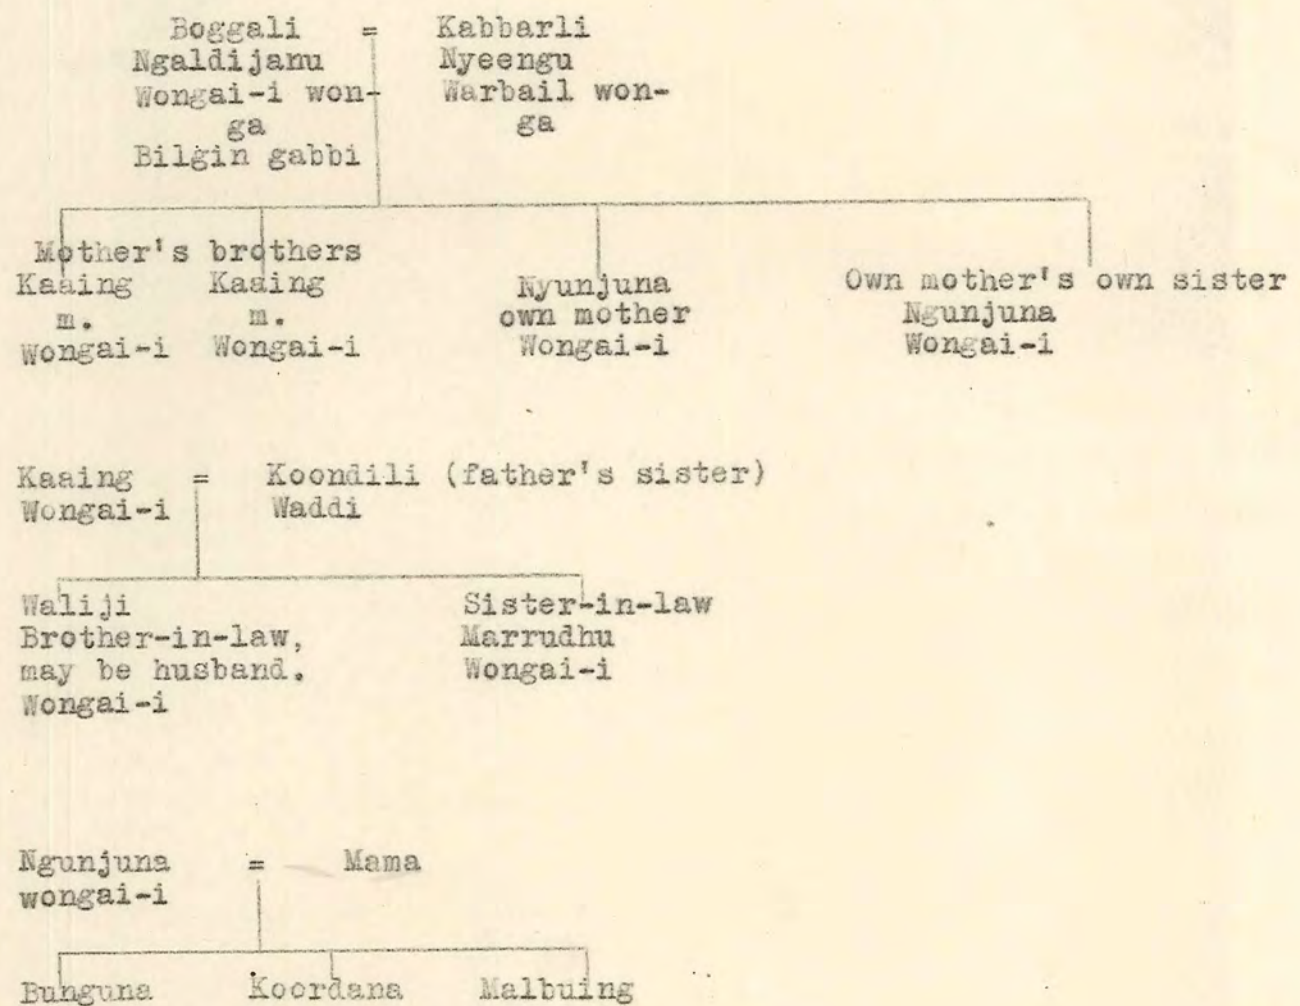 Boggali = Kabbarli
Ngaldijanu Nyeengu
Wongai-i won- Warbail won-
ga ga
Bilgin gabbi
Mother's brothers
Kaaing Kaaing Nyunjuna Own mother's own sister
m. m. own mother Ngunjuna
Wongai-i Wongai-i Wongai-i Wongai-i
Kaaing = Koondili (father's sister)
Wongai-i Waddi
Waliji Sister-in-law
Brother-in-law, Marrudhu
may be husband. Wongai-i
Wongai-i
Ngunjuna = Mama
wongai-i
Bunguna Koordana Malbuing